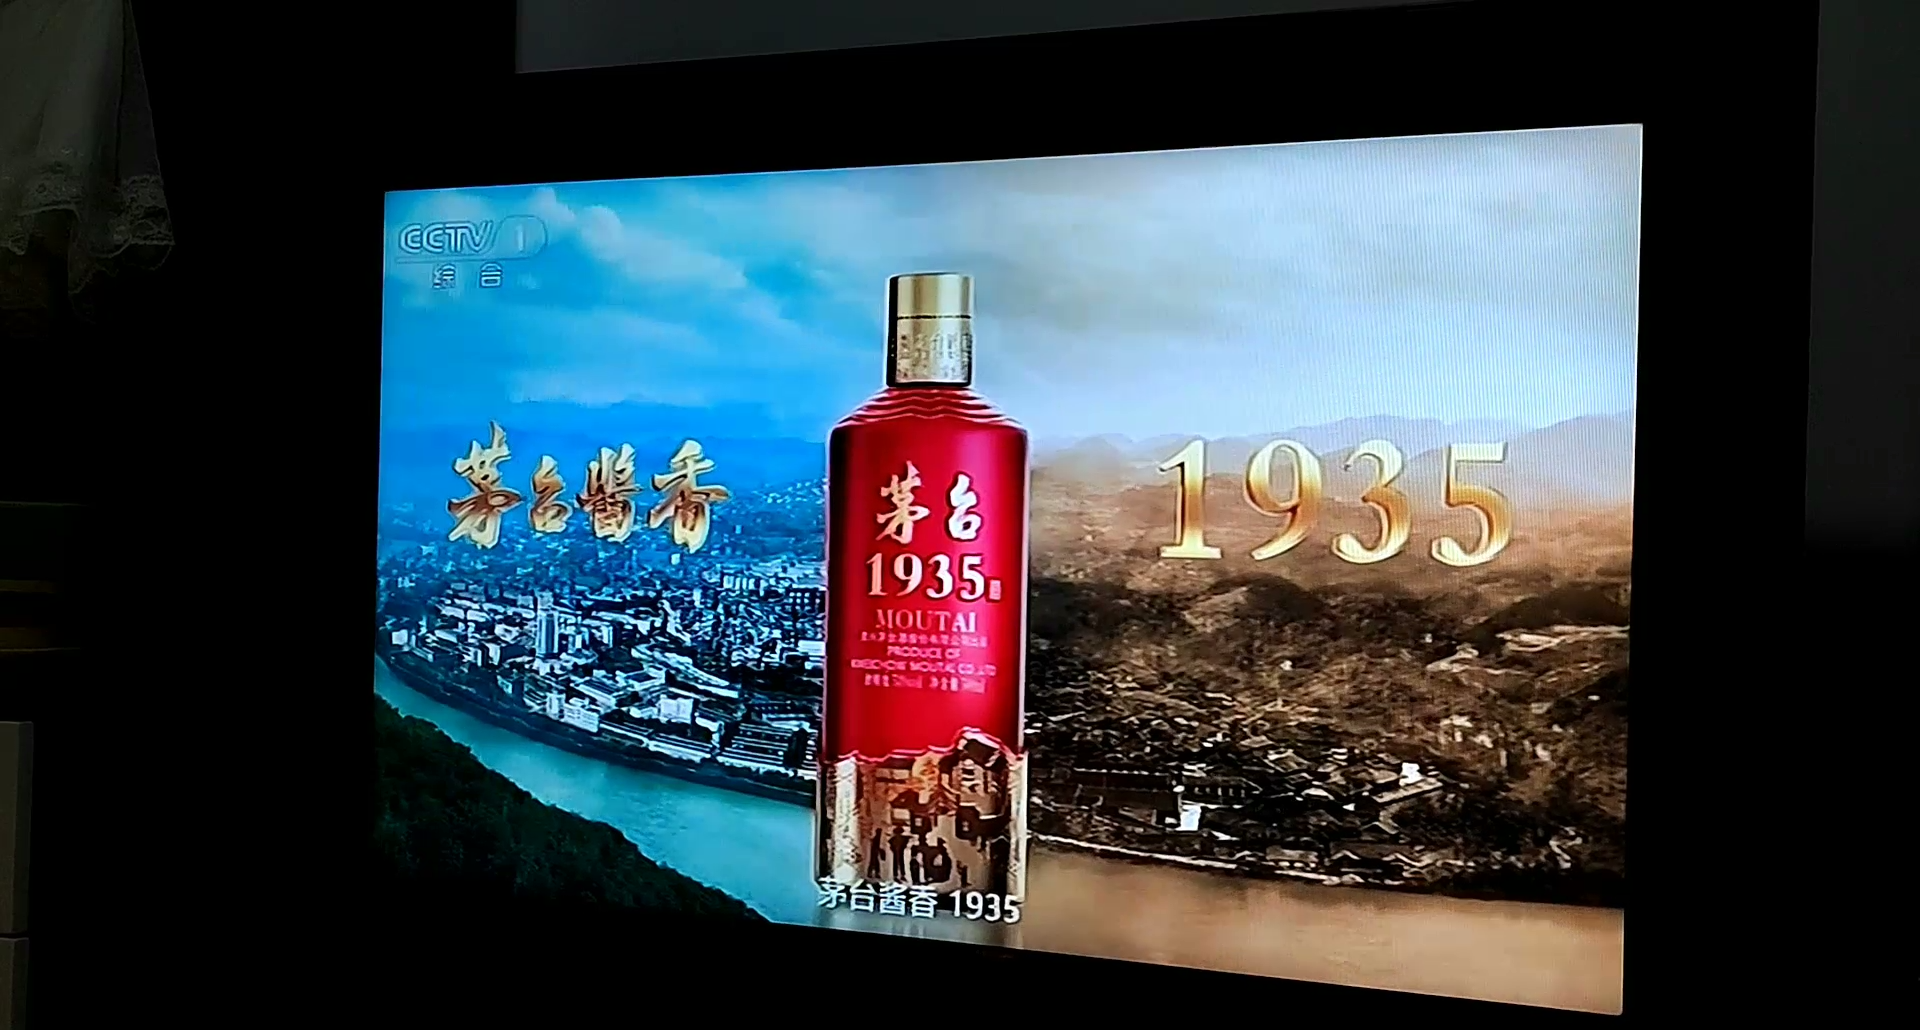 CCTV 1
综合
茅台酱香
1935
茅台
1935
MOUTAI
PRODUCE OF
KWEICHOW MOUTAI CO.,LTD
茅台酱香 1935